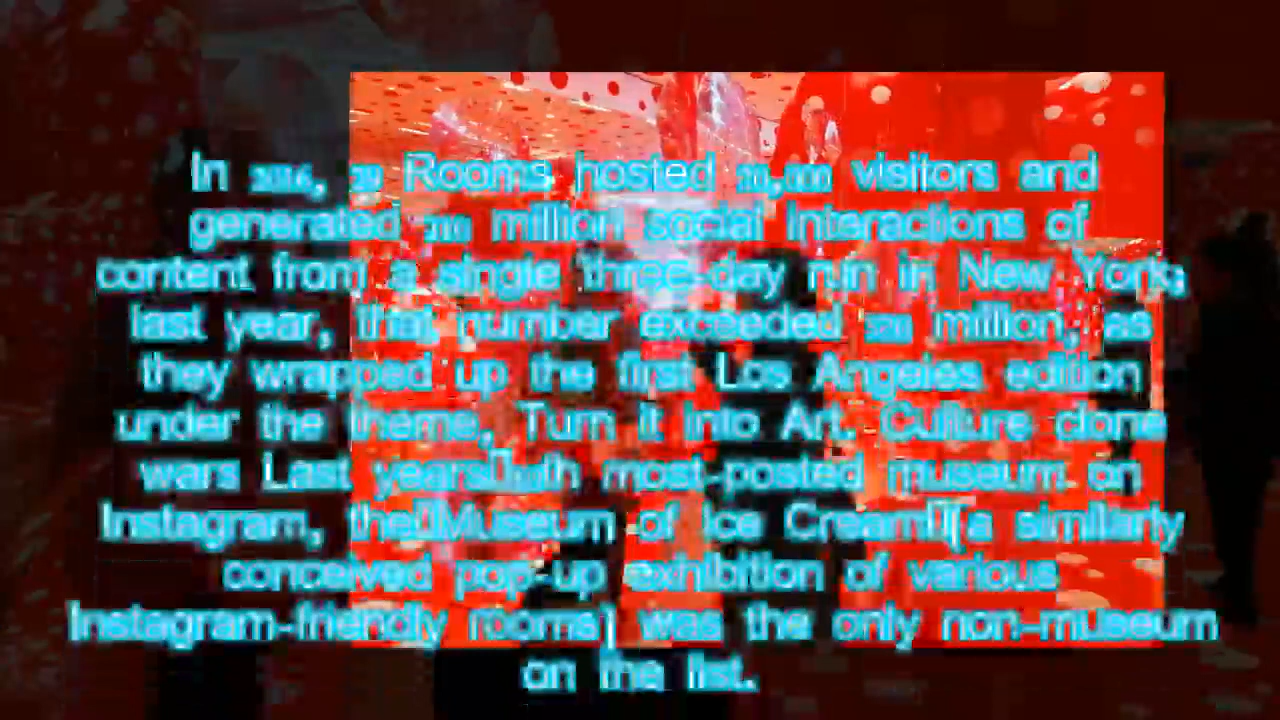 In 2016, 29 Rooms hosted 20,000 visitors and
generated million social interactions of
content from a single three-day run in New York;
last year, that number exceeded million, as
they wrapped up the first Los Angeles edition
under the theme, Turn it into Art. Culture clone
wars Last years most-posted museum on
Instagram, the Museum of Ice Cream (a similarly
conceived pop-up exhibition of various
Instagram-friendly rooms) was the only non-museum
on the list.